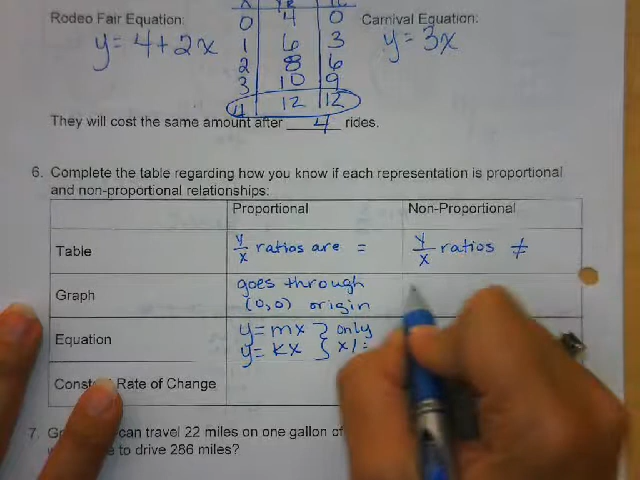 Rodeo Fair Equation:
y = 4 + 2x
0 4 0
1 6 3
2 8 6
3 10 9
4 12 12
Carnival Equation:
y = 3x
They will cost the same amount after 4 rides.
6. Complete the table regarding how you know if each representation is proportional
and non-proportional relationships:
Proportional Non-Proportional
Table y/x ratios are = y/x ratios ≠
Graph goes through
(0,0) origin
Equation y = mx } only
y = kx
Rate of Change
7. can travel 22 miles on one gallon of
to drive 286 miles?